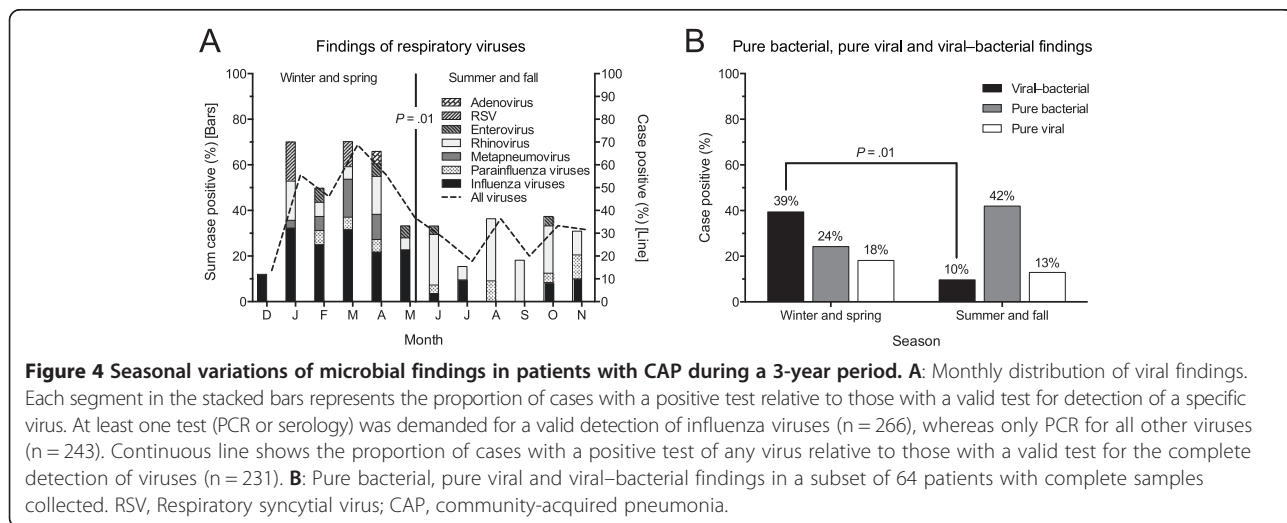 A
Findings of respiratory viruses
Winter and spring
Summer and fall
P = .01
Sum case positive (%) [Bars]
100
80
60
40
20
0
Case positive (%) [Line]
100
90
80
70
60
50
40
30
20
10
0
Adenovirus
RSV
Enterovirus
Rhinovirus
Metapneumovirus
Parainfluenza viruses
Influenza viruses
All viruses
D J F M A M J J A S O N
Month
B
Pure bacterial, pure viral and viral–bacterial findings
Case positive (%)
100
80
60
40
20
0
Viral–bacterial
Pure bacterial
Pure viral
P = .01
39%
24%
18%
10%
42%
13%
Winter and spring
Summer and fall
Season
Figure 4 Seasonal variations of microbial findings in patients with CAP during a 3-year period. A: Monthly distribution of viral findings.
Each segment in the stacked bars represents the proportion of cases with a positive test relative to those with a valid test for detection of a specific
virus. At least one test (PCR or serology) was demanded for a valid detection of influenza viruses (n = 266), whereas only PCR for all other viruses
(n = 243). Continuous line shows the proportion of cases with a positive test of any virus relative to those with a valid test for the complete
detection of viruses (n = 231). B: Pure bacterial, pure viral and viral–bacterial findings in a subset of 64 patients with complete samples
collected. RSV, Respiratory syncytial virus; CAP, community-acquired pneumonia.